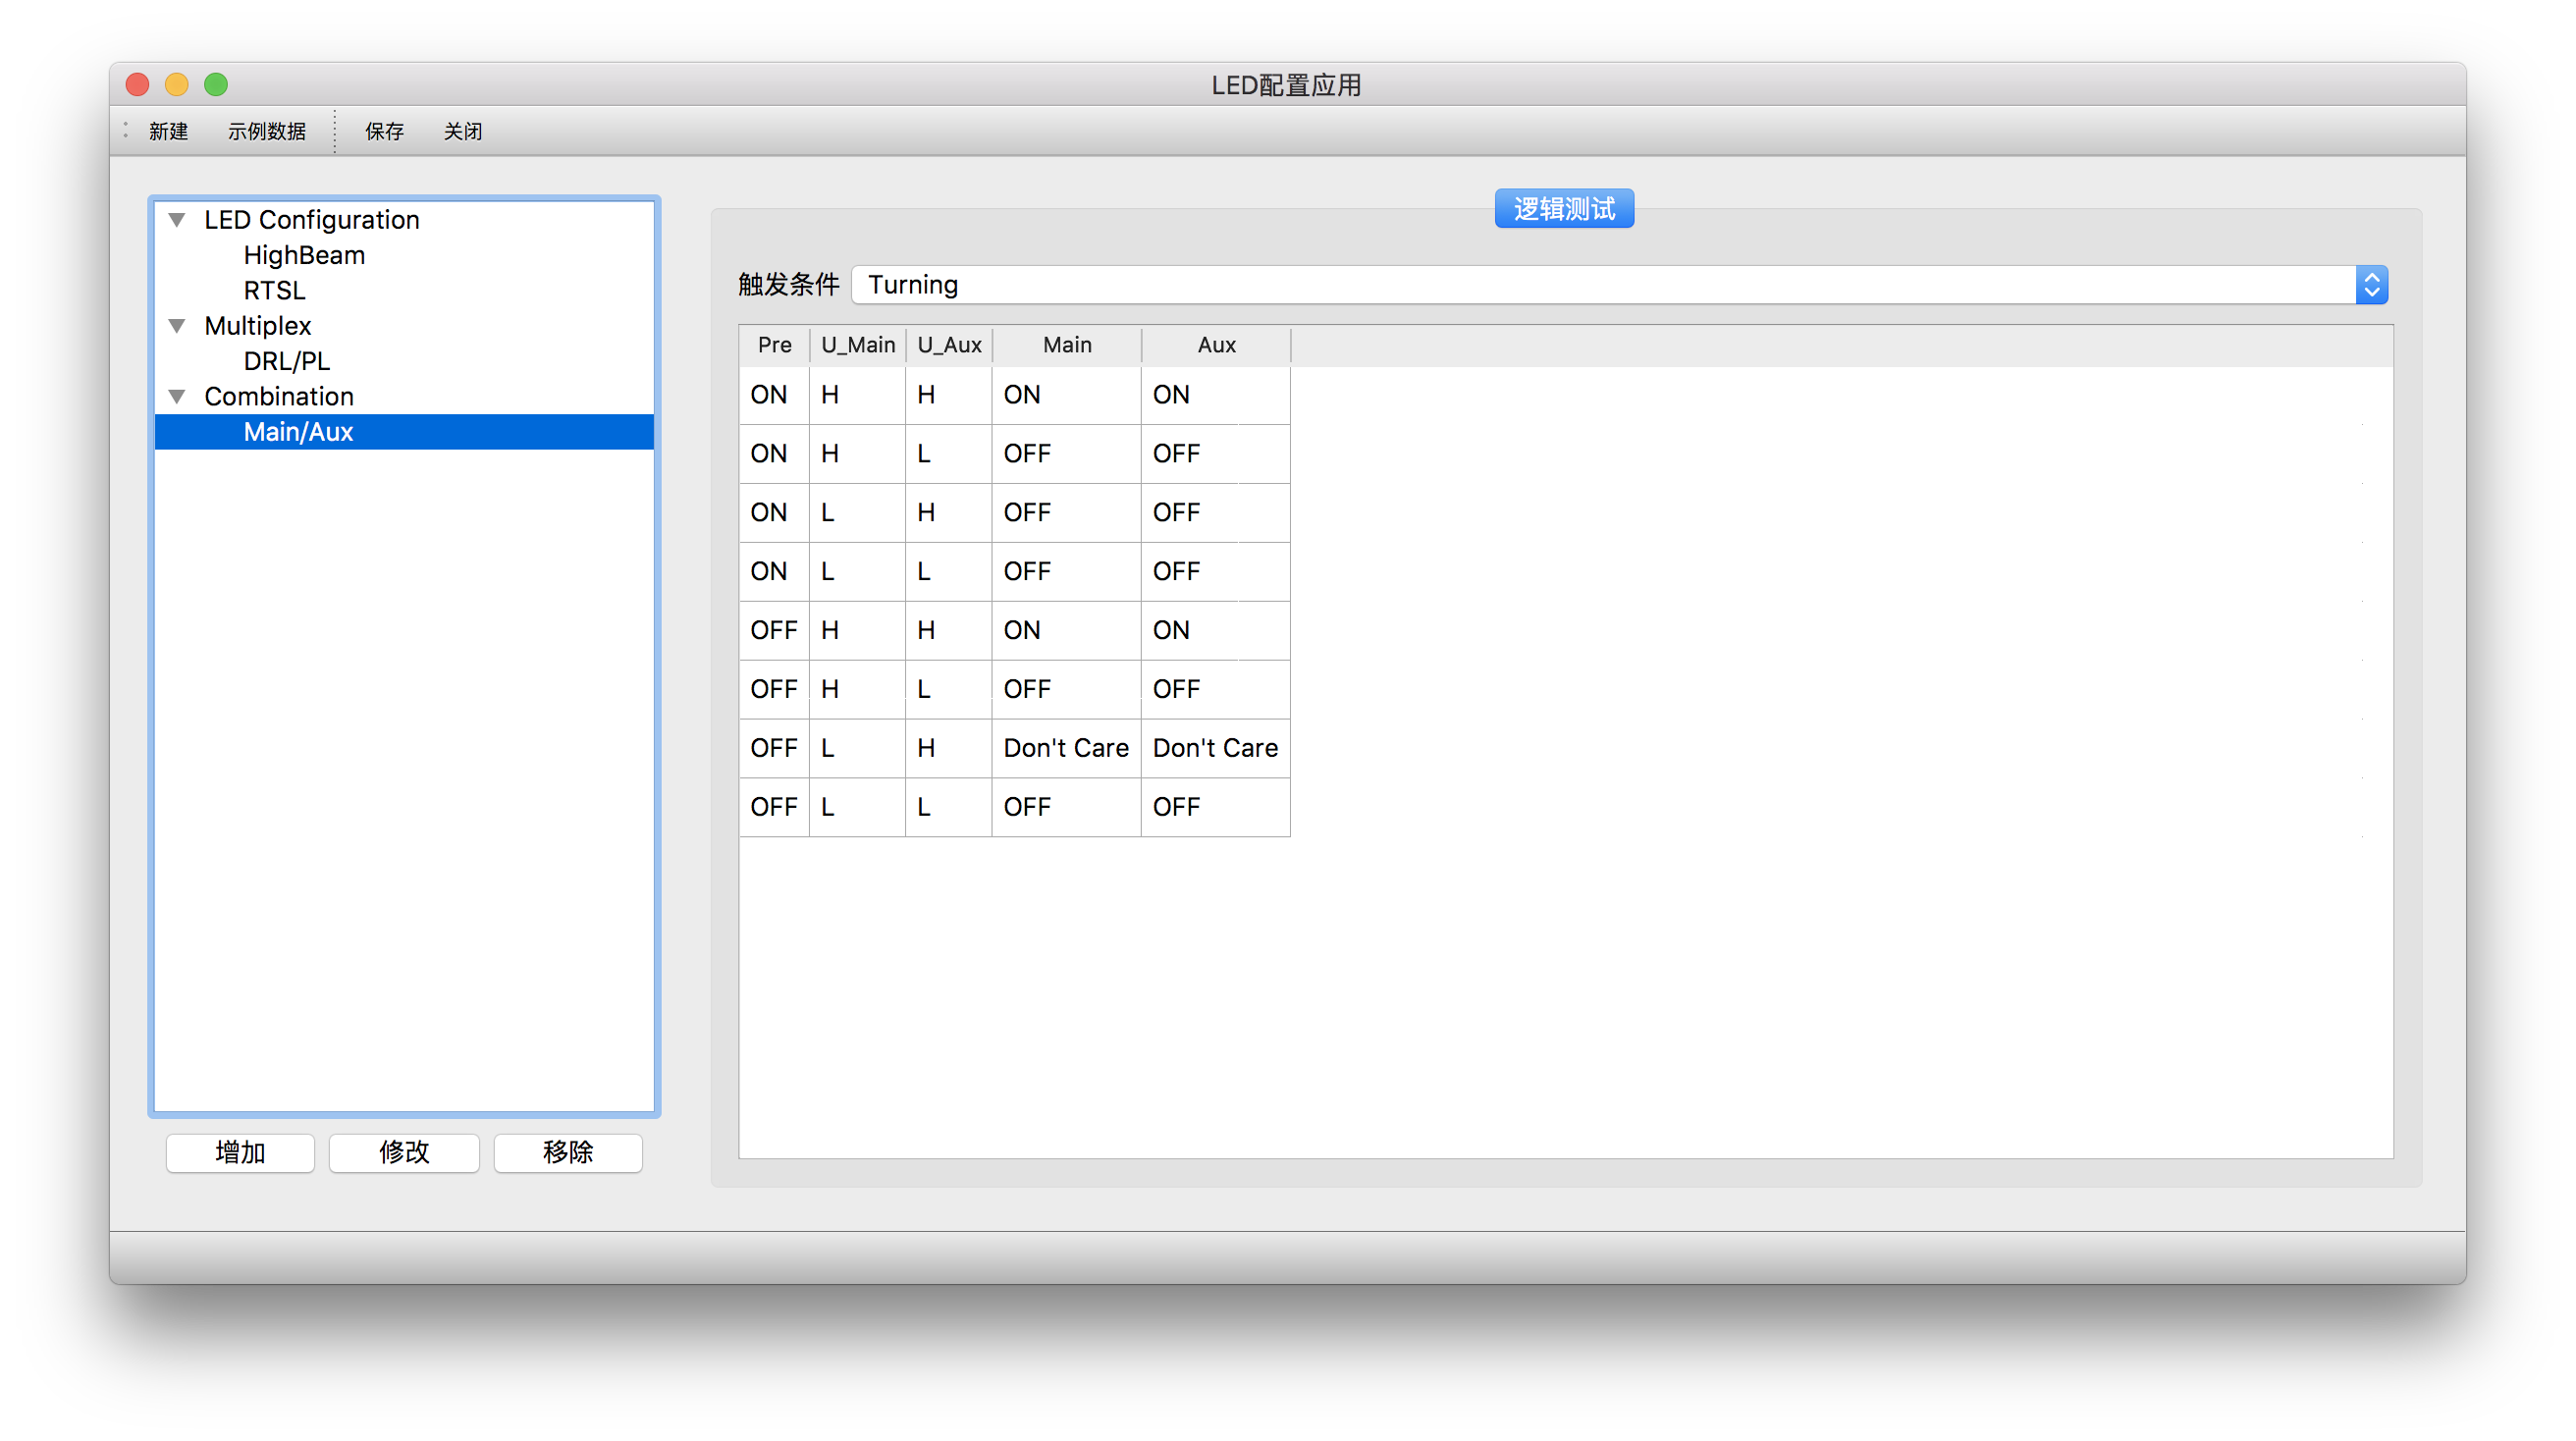 LED配置应用
新建 示例数据 保存 关闭
LED Configuration
HighBeam
RTSL
Multiplex
DRL/PL
Combination
Main/Aux
增加 修改 移除
逻辑测试
触发条件 Turning
Pre U_Main U_Aux Main Aux
ON H H ON ON
ON H L OFF OFF
ON L H OFF OFF
ON L L OFF OFF
OFF H H ON ON
OFF H L OFF OFF
OFF L H Don't Care Don't Care
OFF L L OFF OFF